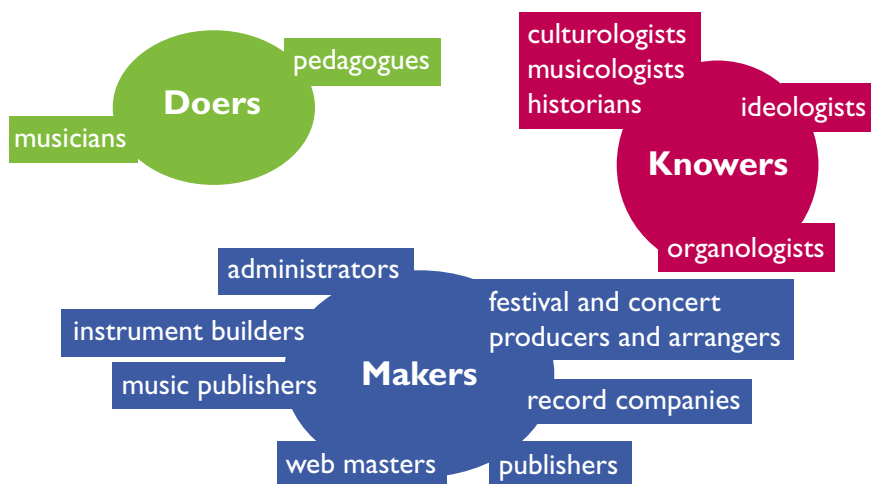 pedagogues
Doers
musicians
culturologists
musicologists
historians
ideologists
Knowers
organologists
administrators
festival and concert
producers and arrangers
instrument builders
Makers
music publishers
record companies
web masters
publishers